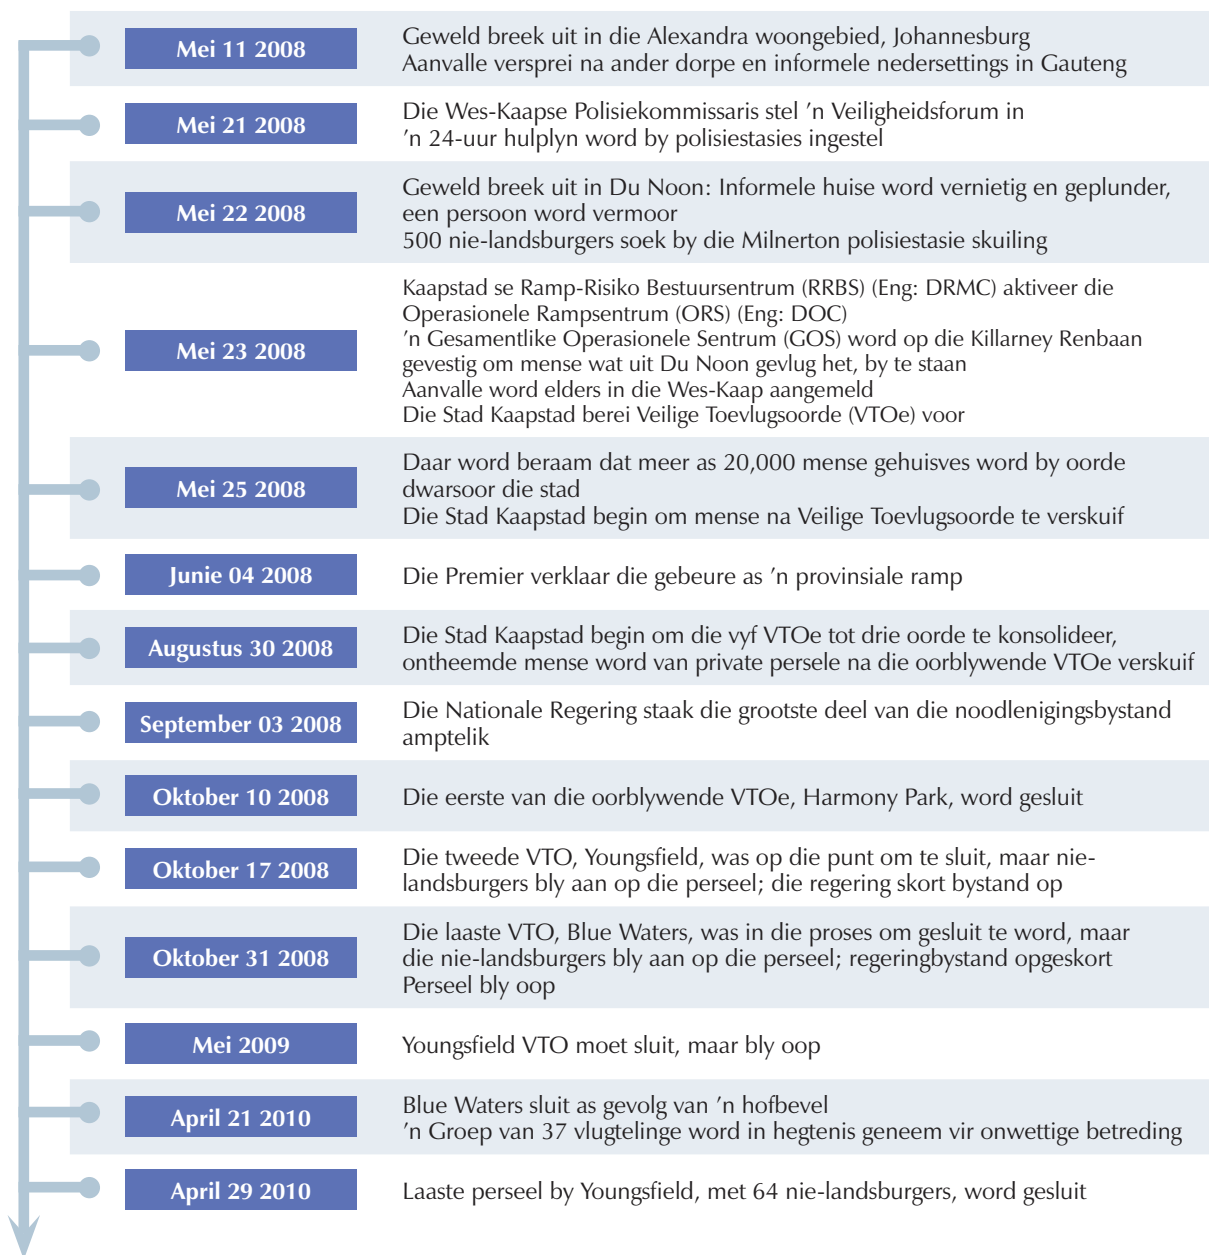 Mei 11 2008
Geweld breek uit in die Alexandra woongebied, Johannesburg
Aanvalle versprei na ander dorpe en informele nedersettings in Gauteng
Mei 21 2008
Die Wes-Kaapse Polisiekommissaris stel ’n Veiligheidsforum in
’n 24-uur hulplyn word by polisiestasies ingestel
Mei 22 2008
Geweld breek uit in Du Noon: Informele huise word vernietig en geplunder,
een persoon word vermoor
500 nie-landsburgers soek by die Milnerton polisiestasie skuiling
Mei 23 2008
Kaapstad se Ramp-Risiko Bestuursentrum (RRBS) (Eng: DRMC) aktiveer die
Operasionele Rampsentrum (ORS) (Eng: DOC)
’n Gesamentlike Operasionele Sentrum (GOS) word op die Killarney Renbaan
gevestig om mense wat uit Du Noon gevlug het, by te staan
Aanvalle word elders in die Wes-Kaap aangemeld
Die Stad Kaapstad berei Veilige Toevlugsoorde (VTOe) voor
Mei 25 2008
Daar word beraam dat meer as 20,000 mense gehuisves word by oorde
dwarsoor die stad
Die Stad Kaapstad begin om mense na Veilige Toevlugsoorde te verskuif
Junie 04 2008
Die Premier verklaar die gebeure as ’n provinsiale ramp
Augustus 30 2008
Die Stad Kaapstad begin om die vyf VTOe tot drie oorde te konsolideer,
ontheemde mense word van private persele na die oorblywende VTOe verskuif
September 03 2008
Die Nationale Regering staak die grootste deel van die noodlenigingsbystand
amptelik
Oktober 10 2008
Die eerste van die oorblywende VTOe, Harmony Park, word gesluit
Oktober 17 2008
Die tweede VTO, Youngsfield, was op die punt om te sluit, maar nie-
landsburgers bly aan op die perseel; die regering skort bystand op
Oktober 31 2008
Die laaste VTO, Blue Waters, was in die proses om gesluit te word, maar
die nie-landsburgers bly aan op die perseel; regeringbystand opgeskort
Perseel bly oop
Mei 2009
Youngsfield VTO moet sluit, maar bly oop
April 21 2010
Blue Waters sluit as gevolg van ’n hofbevel
’n Groep van 37 vlugtelinge word in hegtenis geneem vir onwettige betreding
April 29 2010
Laaste perseel by Youngsfield, met 64 nie-landsburgers, word gesluit